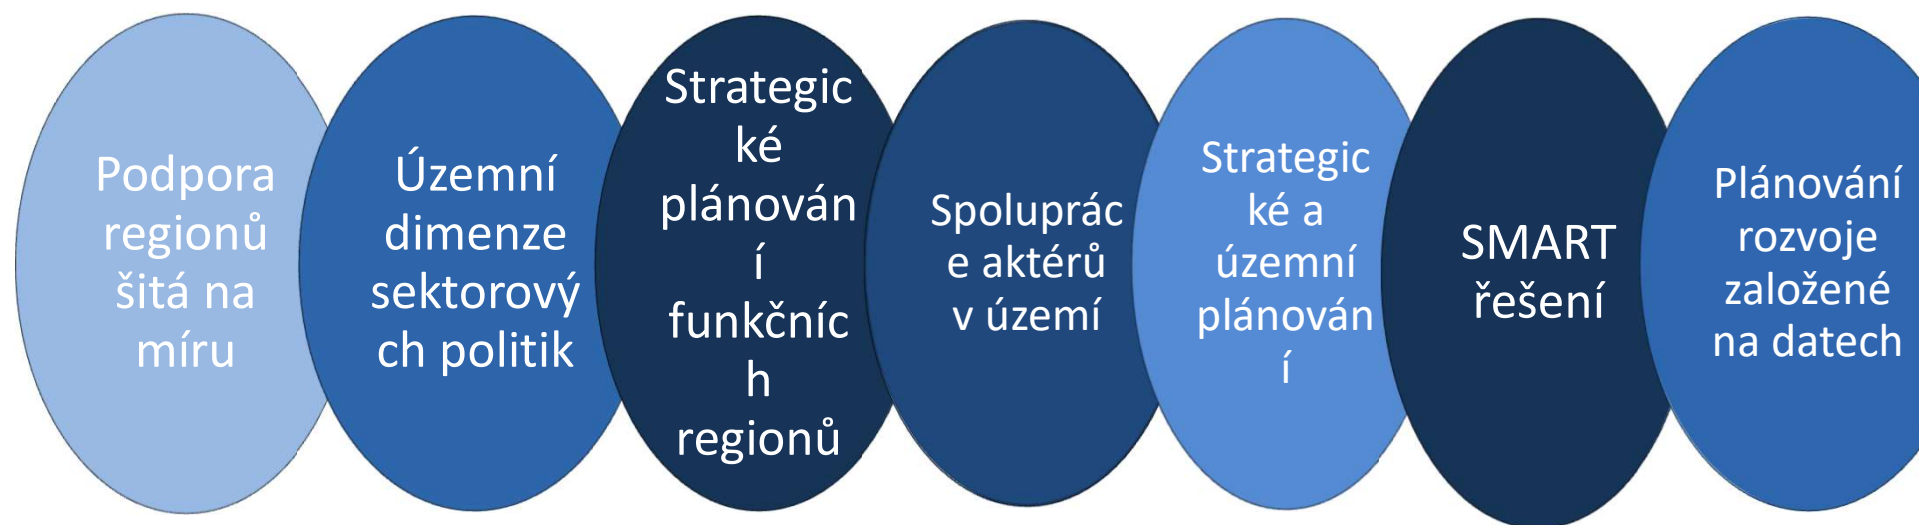 Podpora
regionů
šitá na
míru
Územní
dimenze
sektorový
ch politik
Strategic
ké
plánován
í
funkčníc
h
regionů
Spoluprác
e aktérů
v území
Strategic
ké a
územní
plánován
í
SMART
řešení
Plánování
rozvoje
založené
na datech